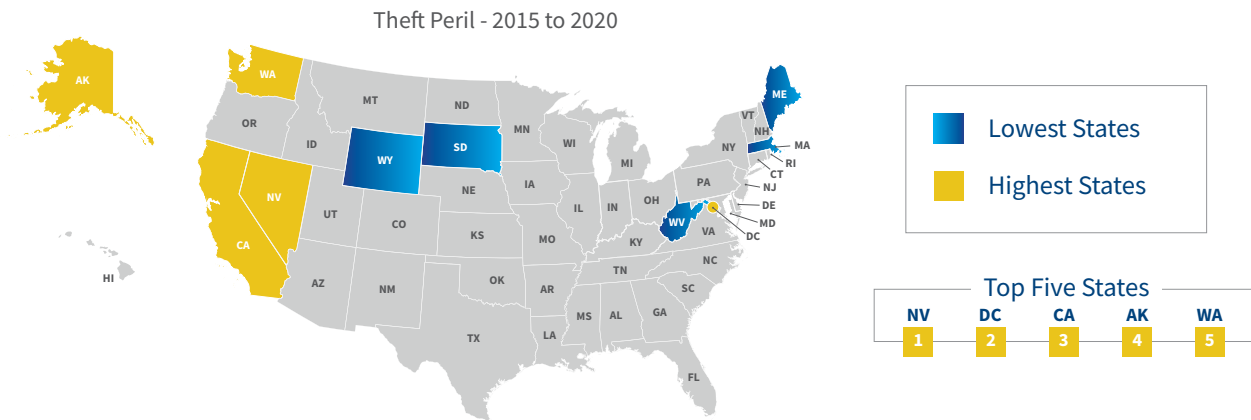 Theft Peril - 2015 to 2020
AK
WA
MT
ND
MN
WI
MI
VT
NH
ME
MA
RI
CT
NY
OR
ID
WY
SD
IA
NE
PA
NJ
DE
MD
DC
NV
UT
CO
KS
IL
IN
OH
WV
VA
CA
MO
KY
NC
HI
AZ
NM
OK
AR
TN
SC
TX
LA
MS
AL
GA
FL
Lowest States
Highest States
Top Five States
NV DC CA AK WA
1 2 3 4 5